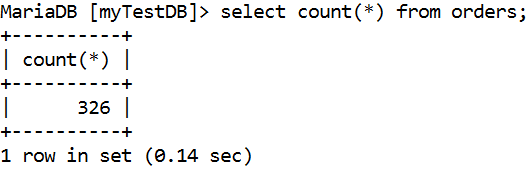 MariaDB [myTestDB]> select count(*) from orders;
+----------+
| count(*) |
+----------+
|      326 |
+----------+
1 row in set (0.14 sec)